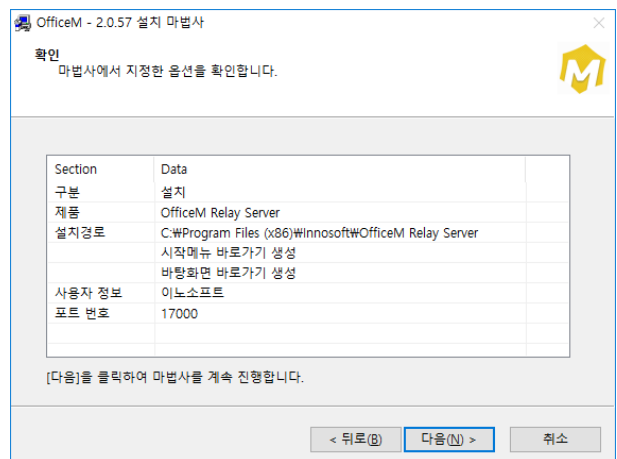 OfficeM - 2.0.57 설치 마법사
확인
마법사에서 지정한 옵션을 확인합니다.
M
Section Data
구분 설치
제품 OfficeM Relay Server
설치경로 C:₩Program Files (x86)₩Innosoft₩OfficeM Relay Server
시작메뉴 바로가기 생성
바탕화면 바로가기 생성
사용자 정보 이노소프트
포트 번호 17000
[다음]을 클릭하여 마법사를 계속 진행합니다.
< 뒤로(B) 다음(N) > 취소